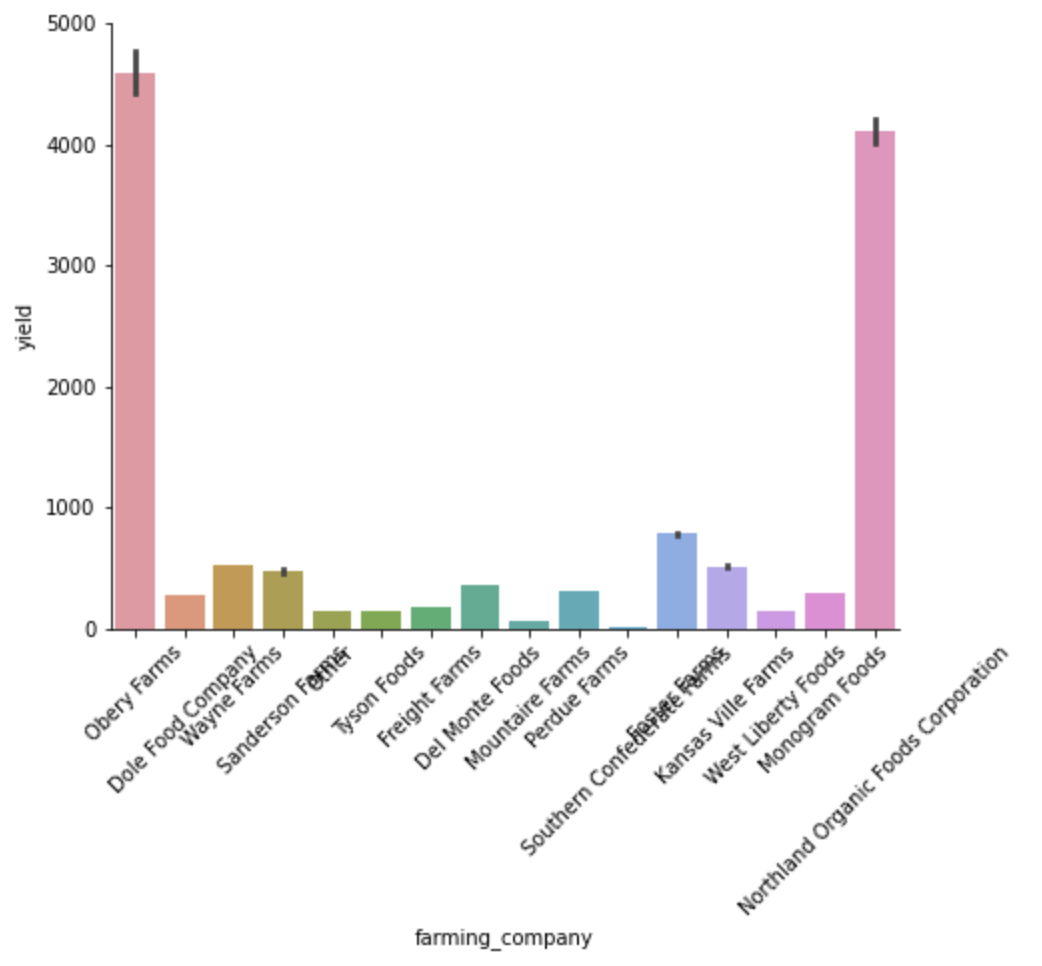 5000
4000
3000
2000
1000
0
yield
Obery Farms
Dole Food Company
Wayne Farms
Sanderson Farms
Other
Tyson Foods
Freight Farms
Del Monte Foods
Mountaire Farms
Perdue Farms
Southern Confederate Farms
Farms
Kansas Ville Farms
West Liberty Foods
Monogram Foods
Northland Organic Foods Corporation
farming_company